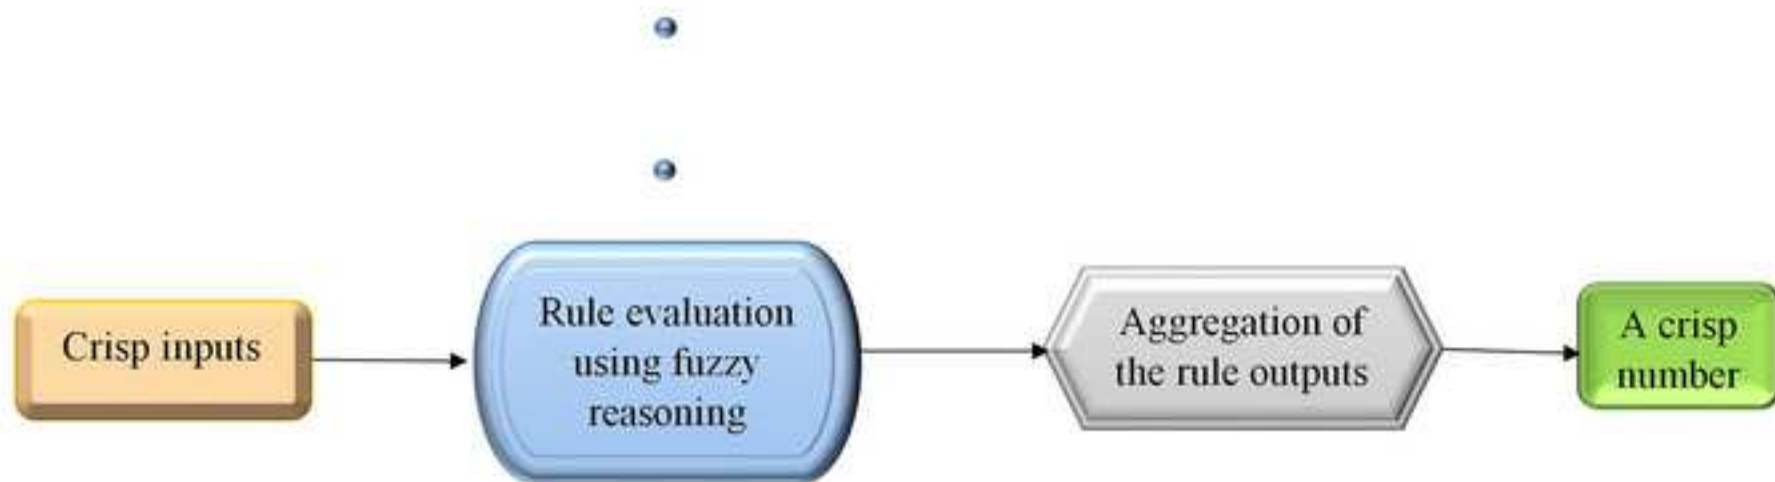 Crisp inputs
Rule evaluation
using fuzzy
reasoning
Aggregation of
the rule outputs
A crisp
number